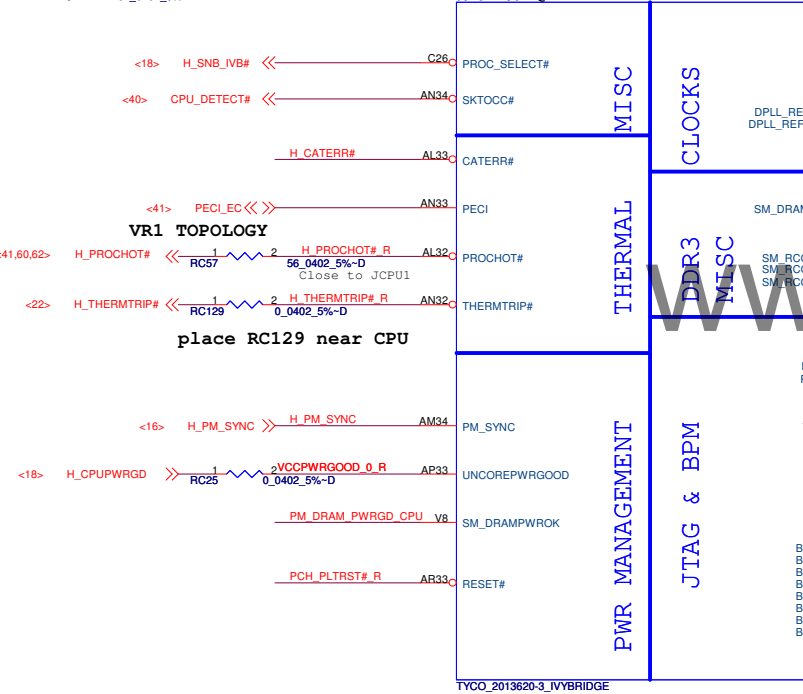 <18> H_SNB_IVB# C26 PROC_SELECT#
<40> CPU_DETECT# AN34 SKTOCC#
MISC
CLOCKS
DPLL_RE
DPLL_REF
H_CATERR# AL33 CATERR#
<41> PECI_EC AN33 PECI
SM_DRAM
VR1 TOPOLOGY
<41,60,62> H_PROCHOT# 1 2 H_PROCHOT#_R AL32 PROCHOT#
RC57 56_0402_5%~D
Close to JCPU1
<22> H_THERMTRIP# 1 2 H_THERMTRIP#_R AN32 THERMTRIP#
RC129 0_0402_5%~D
place RC129 near CPU
THERMAL
DDR3
MISC
SM_RCO
SM_RCO
SM_RCO
<16> H_PM_SYNC H_PM_SYNC AM34 PM_SYNC
<18> H_CPUPWRGD 1 2 VCCPWRGOOD_0_R AP33 UNCOREPWRGOOD
RC25 0_0402_5%~D
PM_DRAM_PWRGD_CPU V8 SM_DRAMPWROK
PCH_PLTRST#_R AR33 RESET#
PWR MANAGEMENT
JTAG & BPM
B
B
B
B
B
B
B
B
TYCO_2013620-3_IVYBRIDGE